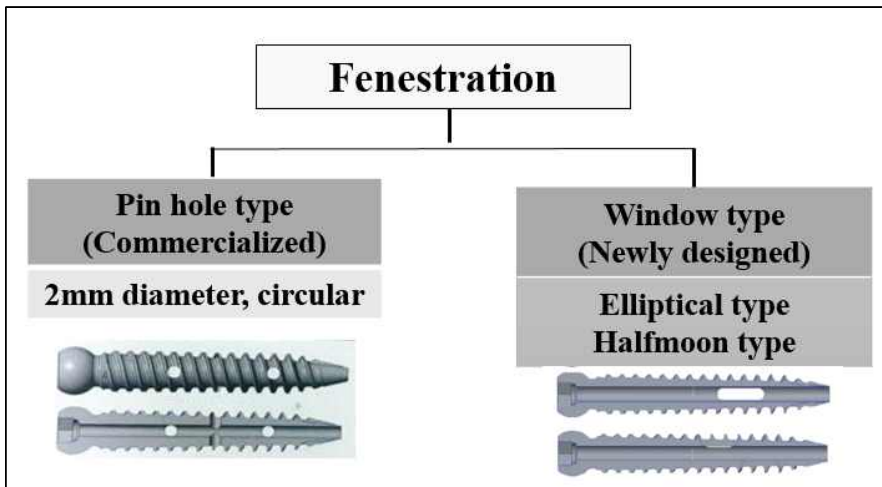 Fenestration
Pin hole type
(Commercialized)
2mm diameter, circular
Window type
(Newly designed)
Elliptical type
Halfmoon type